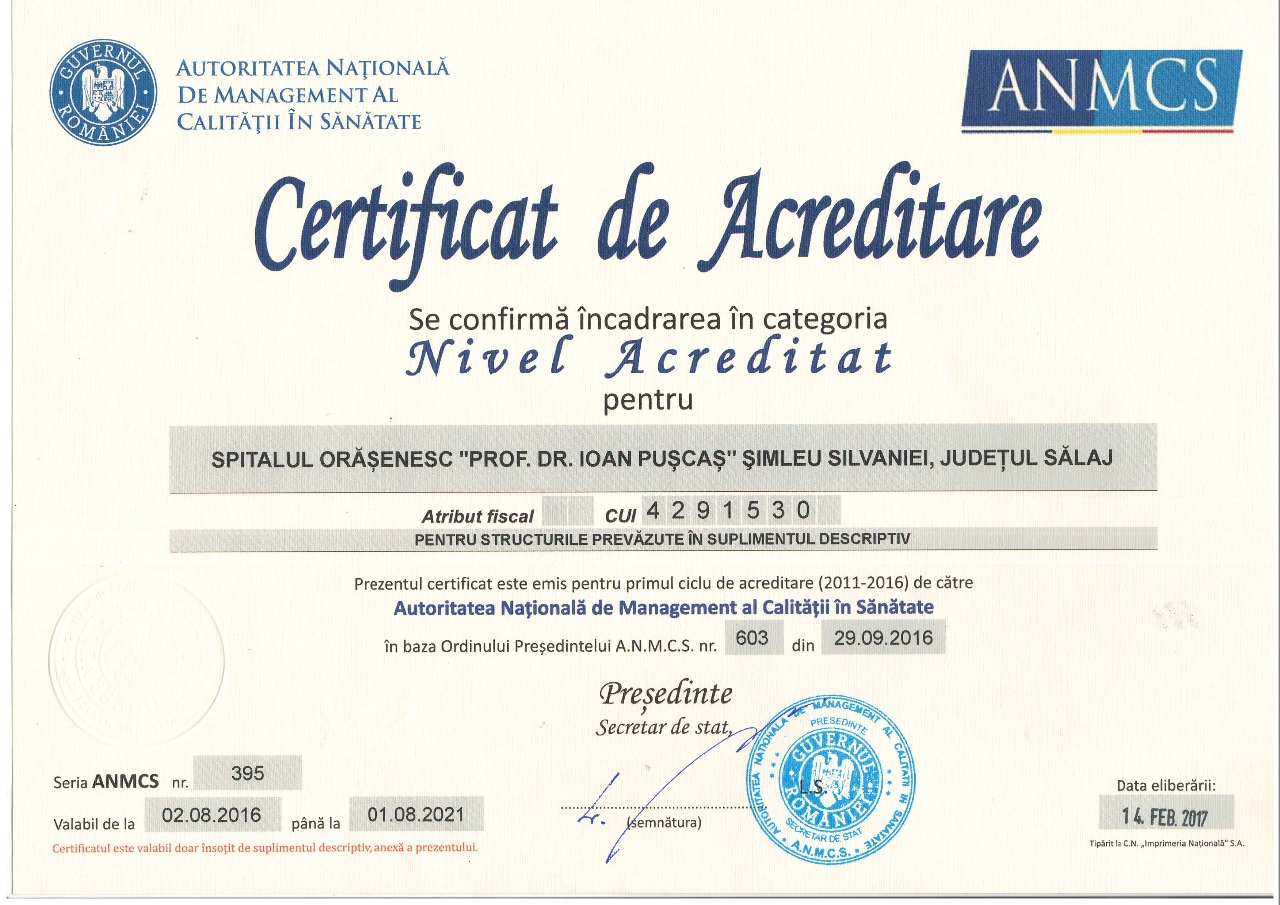 GUVERNUL ROMÂNIEI
AUTORITATEA NAȚIONALĂ
DE MANAGEMENT AL
CALITĂŢII ÎN SĂNĂTATE
ANMCS
Certificat de Acreditare
Se confirmă încadrarea în categoria
Nivel Acreditat
pentru
SPITALUL ORĂȘENESC "PROF. DR. IOAN PUȘCAȘ" ŞIMLEU SILVANIEI, JUDEȚUL SĂLAJ
Atribut fiscal CUI 4291530
PENTRU STRUCTURILE PREVĂZUTE ÎN SUPLIMENTUL DESCRIPTIV
Prezentul certificat este emis pentru primul ciclu de acreditare (2011-2016) de către
Autoritatea Națională de Management al Calității în Sănătate
în baza Ordinului Președintelui A.N.M.C.S. nr. 603 din 29.09.2016
Președinte
Secretar de stat,
AUTORITATEA NATIONALA DE MANAGEMENT AL CALITATII IN SANATATE
PRESEDINTE
GUVERNUL ROMÂNIEI
L.S.
SECRETAR DE STAT
A.N.M.C.S.
(semnătura)
Seria ANMCS nr. 395
Valabil de la 02.08.2016 până la 01.08.2021
Certificatul este valabil doar însoțit de suplimentul descriptiv, anexă a prezentului.
Data eliberării:
14. FEB. 2017
Tipărit la C.N. „Imprimeria Națională” S.A.